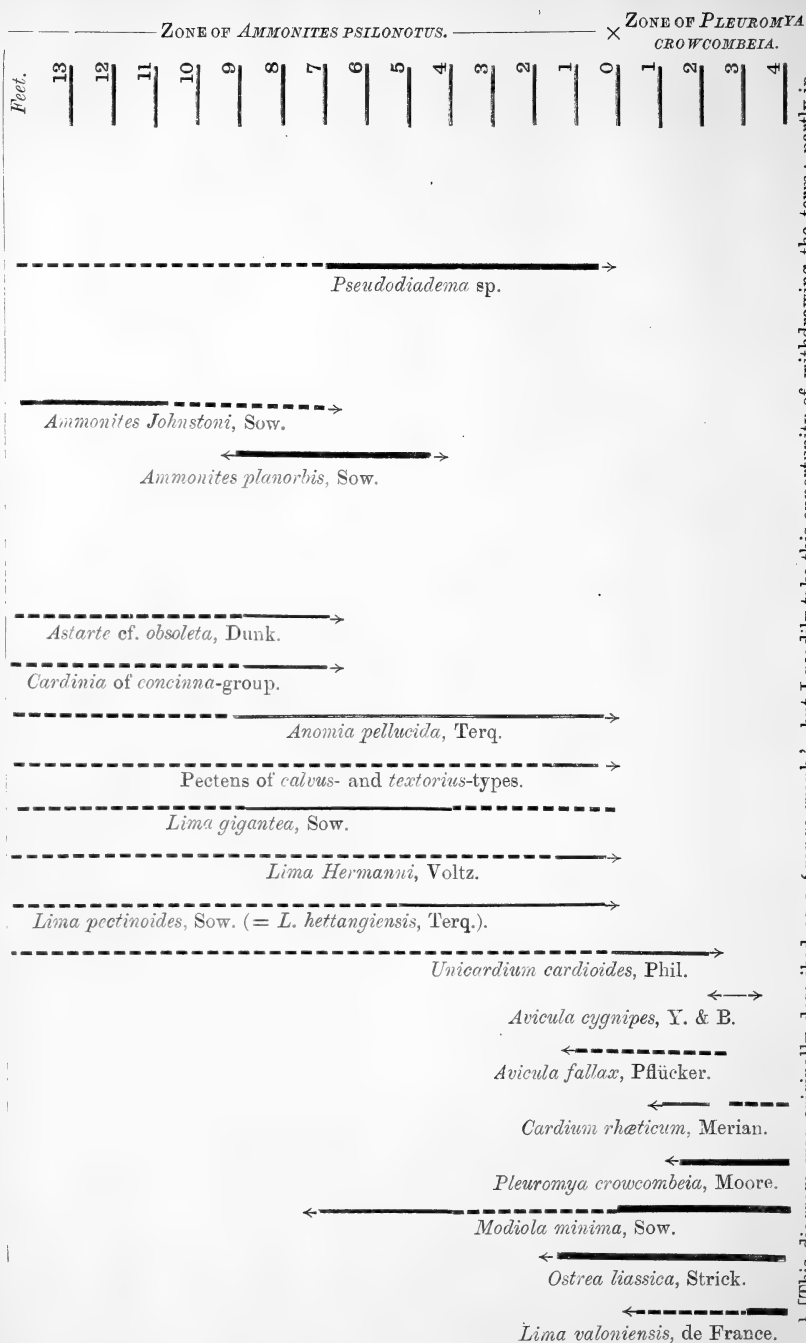 ZONE OF AMMONITES PSILONOTUS. × ZONE OF PLEUROMYA
CROWCOMBEIA.
Feet. 13 12 11 10 9 8 7 6 5 4 3 2 1 0 1 2 3 4
Pseudodiadema sp.
Ammonites Johnstoni, Sow.
Ammonites planorbis, Sow.
Astarte cf. obsoleta, Dunk.
Cardinia of concinna-group.
Anomia pellucida, Terq.
Pectens of calvus- and textorius-types.
Lima gigantea, Sow.
Lima Hermanni, Voltz.
Lima pectinoides, Sow. (= L. hettangiensis, Terq.).
Unicardium cardioides, Phil.
Avicula cygnipes, Y. & B.
Avicula fallax, Pflücker.
Cardium rhæticum, Merian.
Pleuromya crowcombeia, Moore.
Modiola minima, Sow.
Ostrea liassica, Strick.
Lima valoniensis, de France.